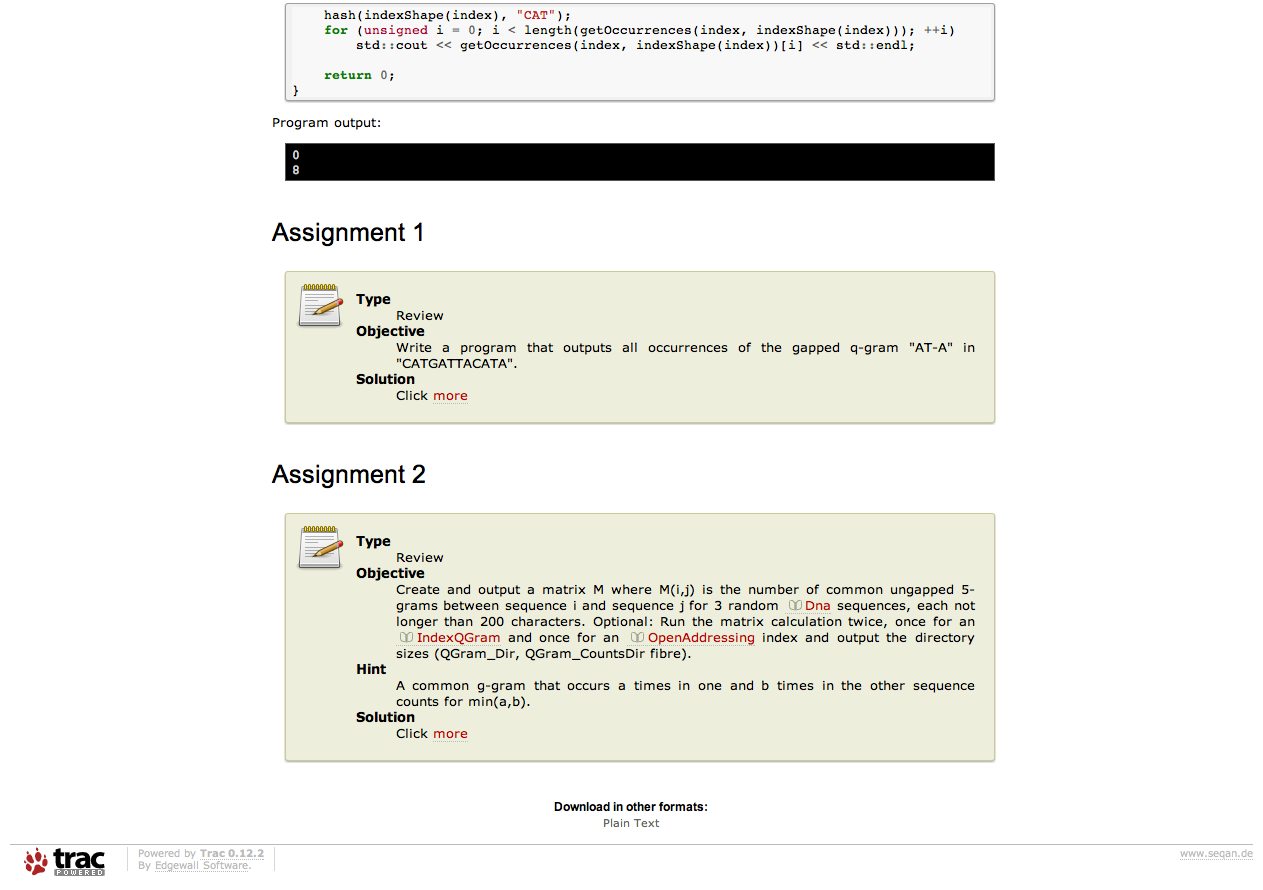 hash(indexShape(index), "CAT");
for (unsigned i = 0; i < length(getOccurrences(index, indexShape(index))); ++i)
std::cout << getOccurrences(index, indexShape(index))[i] << std::endl;
return 0;
}
Program output:
0
8
Assignment 1
Type
Review
Objective
Write a program that outputs all occurrences of the gapped q-gram "AT-A" in
"CATGATTACATA".
Solution
Click more
Assignment 2
Type
Review
Objective
Create and output a matrix M where M(i,j) is the number of common ungapped 5-
grams between sequence i and sequence j for 3 random Dna sequences, each not
longer than 200 characters. Optional: Run the matrix calculation twice, once for an
IndexQGram and once for an OpenAddressing index and output the directory
sizes (QGram_Dir, QGram_CountsDir fibre).
Hint
A common g-gram that occurs a times in one and b times in the other sequence
counts for min(a,b).
Solution
Click more
Download in other formats:
Plain Text
trac
POWERED
Powered by Trac 0.12.2
By Edgewall Software.
www.seqan.de